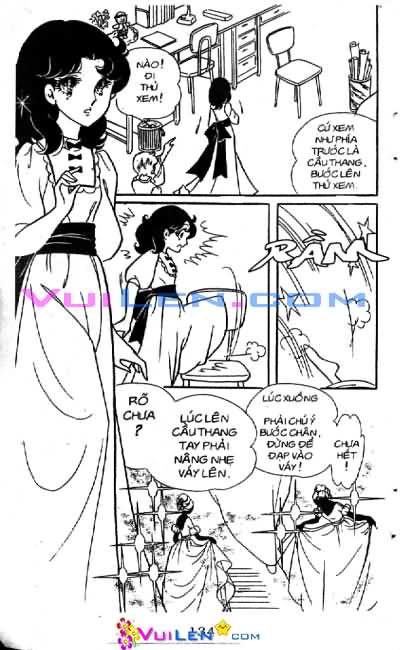 NÀO!
ĐI
THỬ
XEM!
CỨ XEM
NHƯ PHÍA
TRƯỚC LÀ
CẦU THANG,
BƯỚC LÊN
THỬ XEM.
RẦM
VUILEN.COM
RÕ
CHƯA
?
LÚC LÊN
CẦU THANG
TAY PHẢI
NÂNG NHẸ
VÁY LÊN.
LÚC XUỐNG
PHẢI CHÚ Ý
BƯỚC CHÂN,
ĐỪNG ĐỂ
ĐẠP VÀO
VÁY!
CHƯA
HẾT
!
134
VUILEN.COM